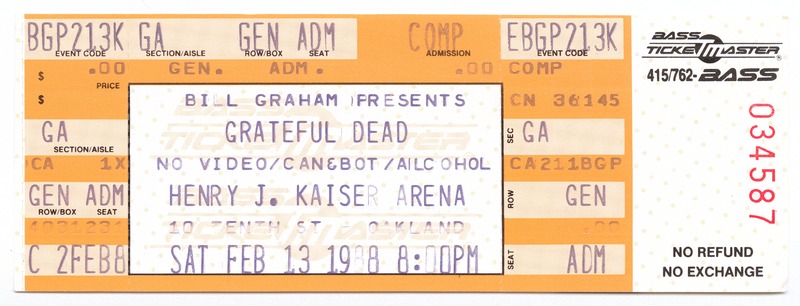 BGP213K GA GEN ADM COMP EBGP213K
EVENT CODE SECTION/AISLE ROW/BOX SEAT ADMISSION EVENT CODE
$ .00 GEN. ADM. .00 COMP
PRICE
$
BILL GRAHAM PRESENTS
GRATEFUL DEAD
NO VIDEO/CAN&BOT/AILCOHOL
HENRY J. KAISER ARENA
10 TENTH ST OAKLAND
SAT FEB 13 1988 8:00PM
GA
SECTION/AISLE
CA 1X
GEN ADM
ROW/BOX SEAT
C 2FEB8
CN 36145
SEC GA
CA211BGP
ROW GEN
.00
SEAT ADM
BASS
TICKETMASTER
415/762-BASS
034587
NO REFUND
NO EXCHANGE